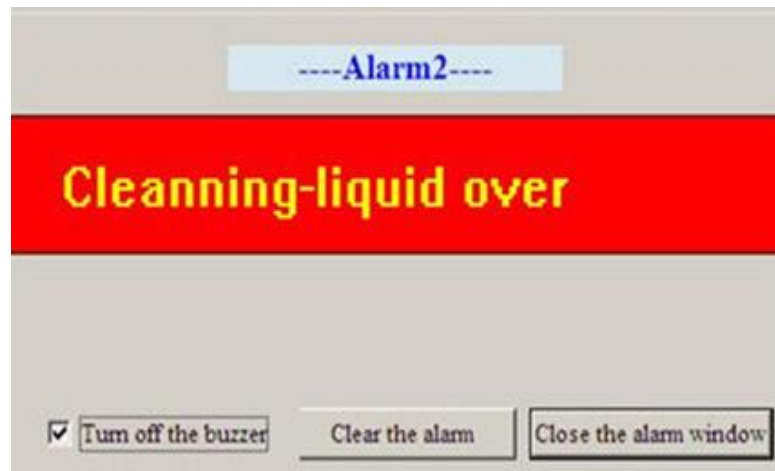 ----Alarm2----
Cleanning-liquid over
Turn off the buzzer
Clear the alarm
Close the alarm window